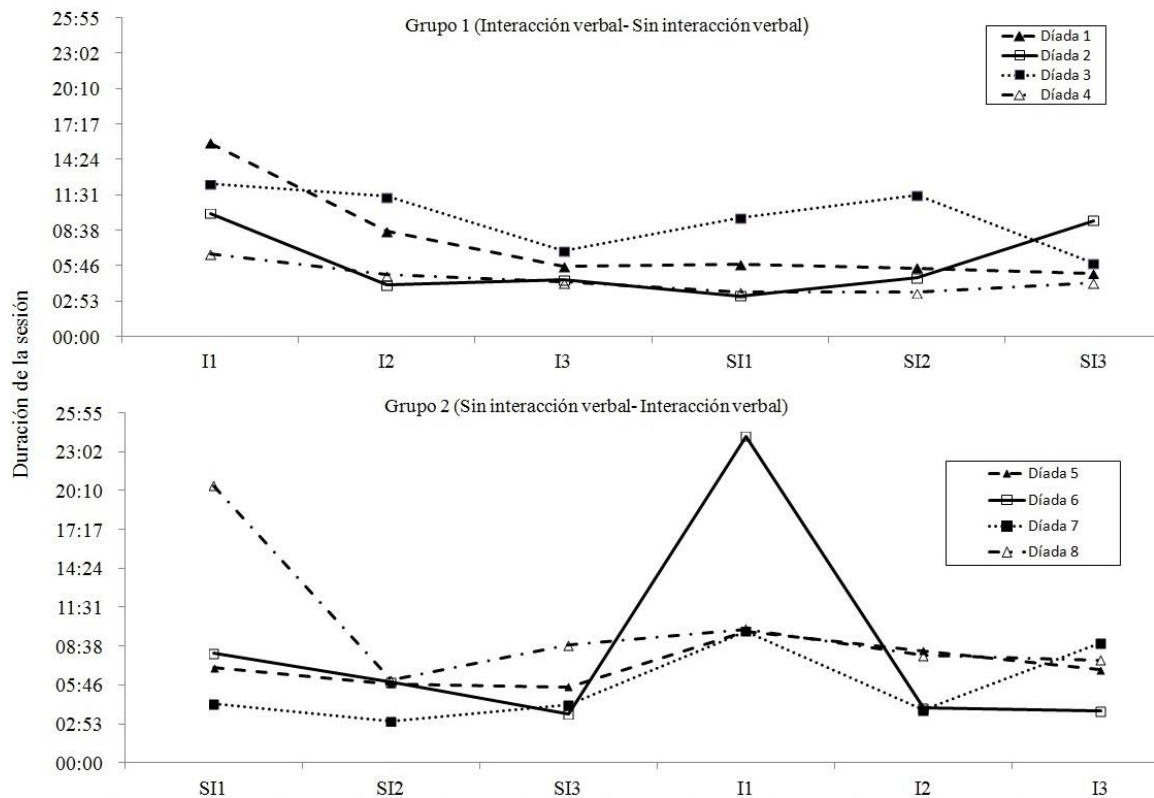 Duración de la sesión
Grupo 1 (Interacción verbal- Sin interacción verbal)
25:55
23:02
20:10
17:17
14:24
11:31
08:38
05:46
02:53
00:00
Díada 1
Díada 2
Díada 3
Díada 4
I1 I2 I3 SI1 SI2 SI3
Grupo 2 (Sin interacción verbal- Interacción verbal)
25:55
23:02
20:10
17:17
14:24
11:31
08:38
05:46
02:53
00:00
Díada 5
Díada 6
Díada 7
Díada 8
SI1 SI2 SI3 I1 I2 I3